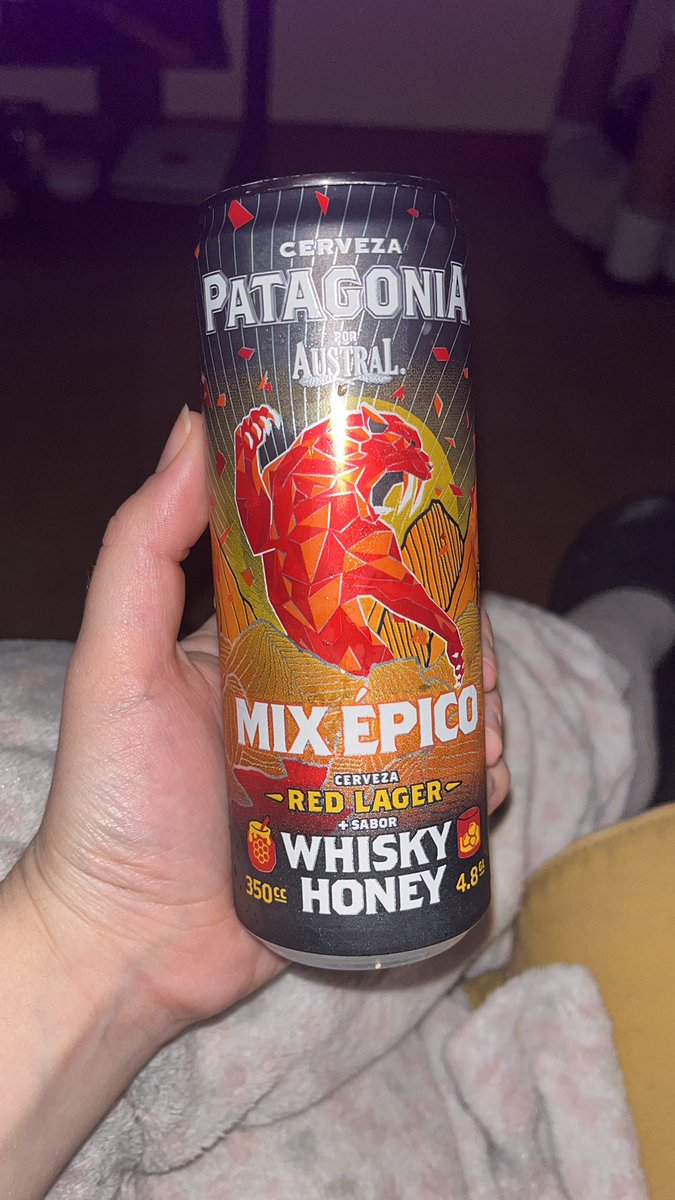 CERVEZA
PATAGONIA
POR
AUSTRAL
MIX ÉPICO
CERVEZA
RED LAGER
+ SABOR
WHISKY
HONEY
350cc
4.8°